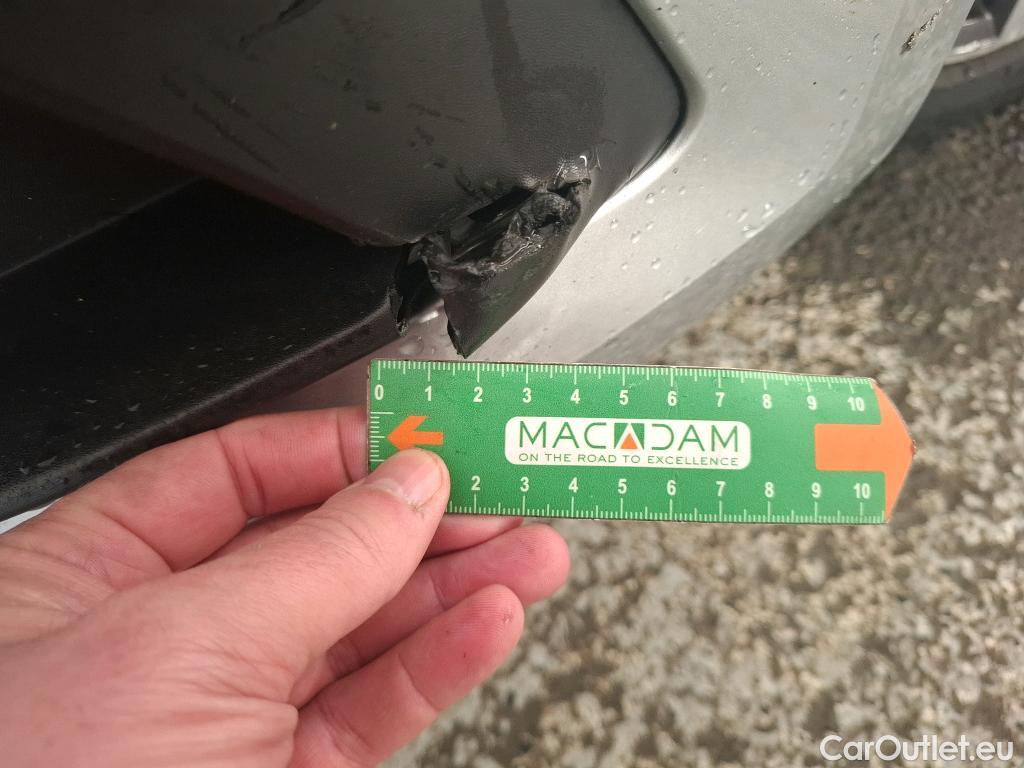 0 1 2 3 4 5 6 7 8 9 10
MACADAM
ON THE ROAD TO EXCELLENCE
2 3 4 5 6 7 8 9 10
CarOutlet.eu